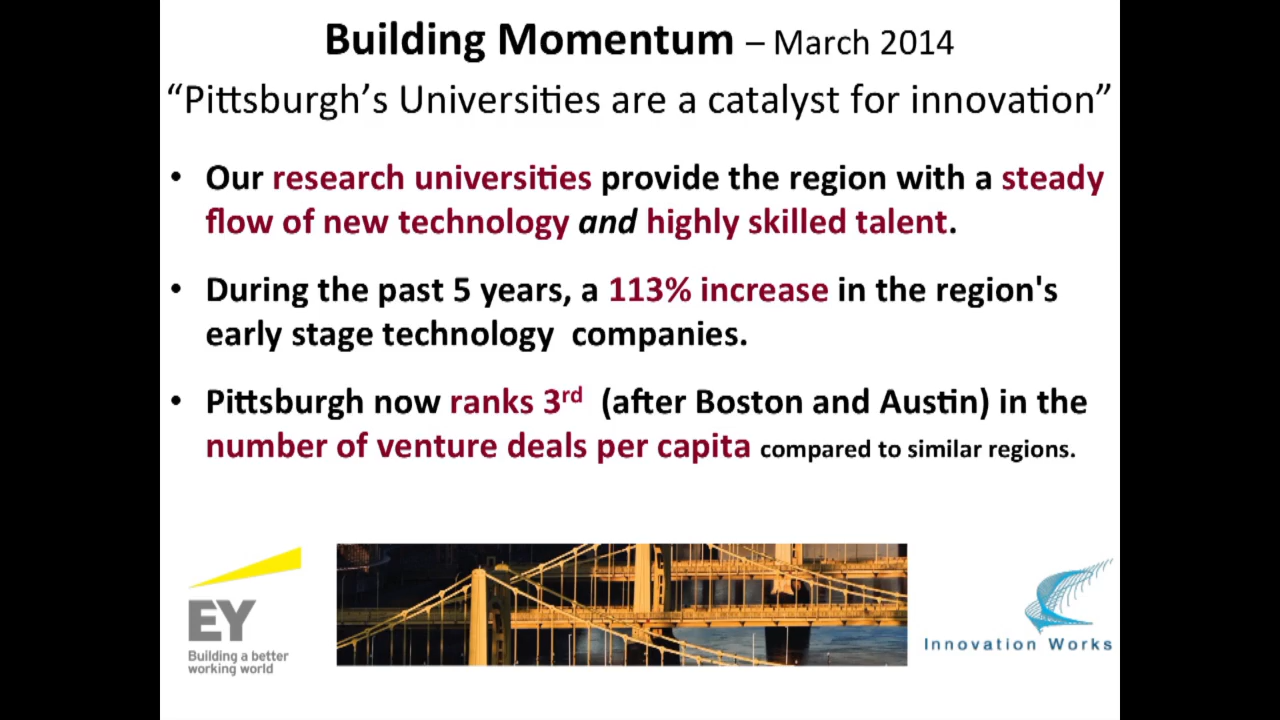 Building Momentum – March 2014
“Pittsburgh’s Universities are a catalyst for innovation”
• Our research universities provide the region with a steady
flow of new technology and highly skilled talent.
• During the past 5 years, a 113% increase in the region's
early stage technology  companies.
• Pittsburgh now ranks 3rd  (after Boston and Austin) in the
number of venture deals per capita compared to similar regions.
EY
Building a better
working world
Innovation Works